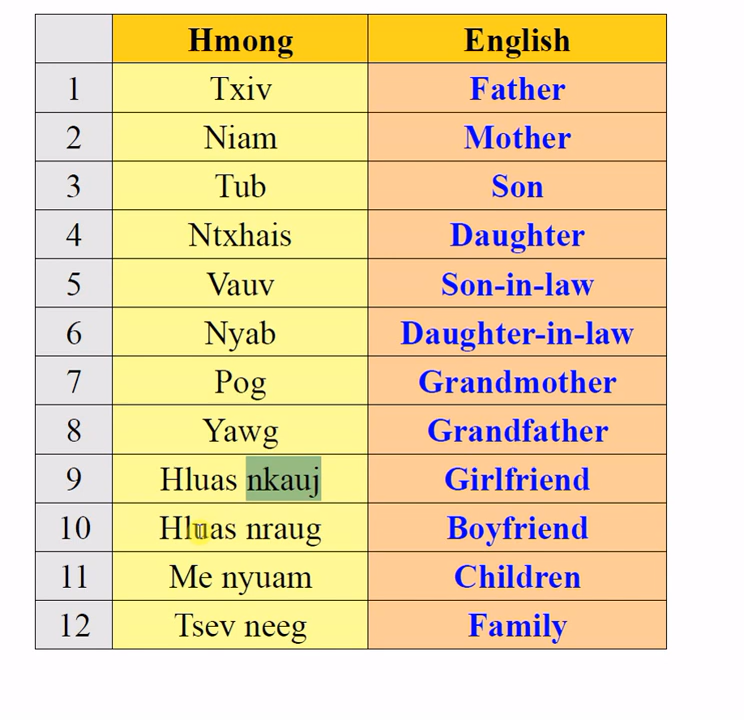 Hmong English
1 Txiv Father
2 Niam Mother
3 Tub Son
4 Ntxhais Daughter
5 Vauv Son-in-law
6 Nyab Daughter-in-law
7 Pog Grandmother
8 Yawg Grandfather
9 Hluas nkauj Girlfriend
10 Hluas nraug Boyfriend
11 Me nyuam Children
12 Tsev neeg Family